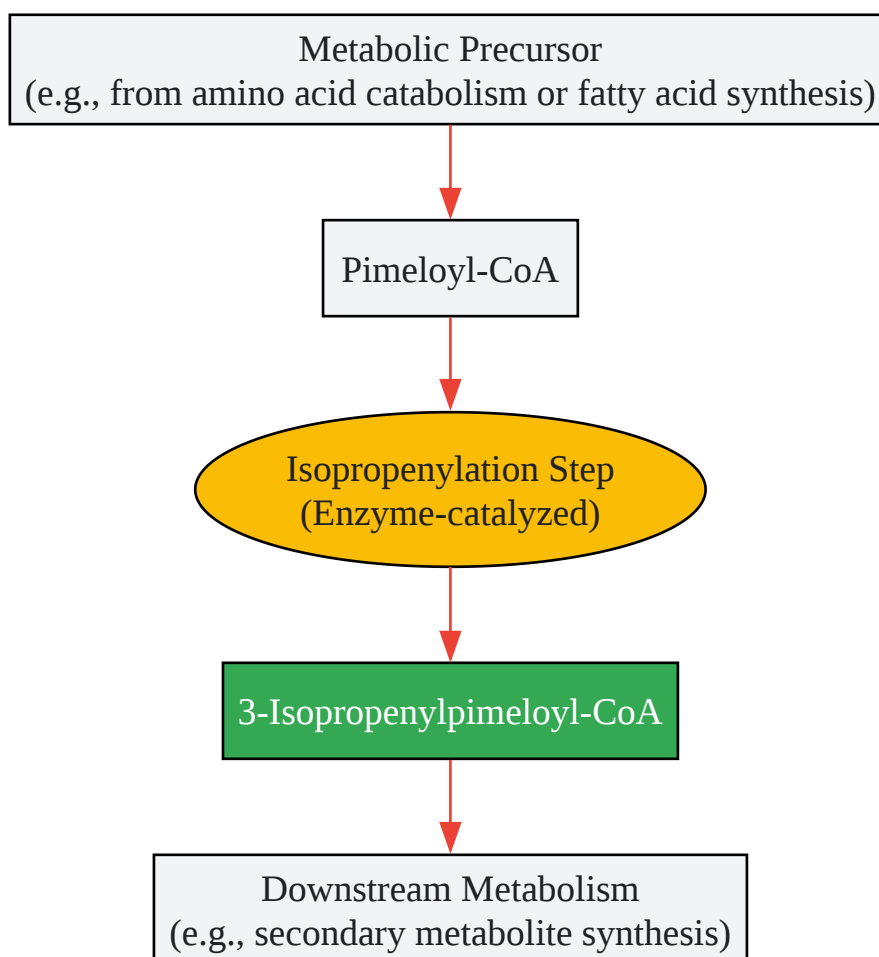 Metabolic Precursor
(e.g., from amino acid catabolism or fatty acid synthesis)
Pimeloyl-CoA
Isopropenylation Step
(Enzyme-catalyzed)
3-Isopropenylpimeloyl-CoA
Downstream Metabolism
(e.g., secondary metabolite synthesis)